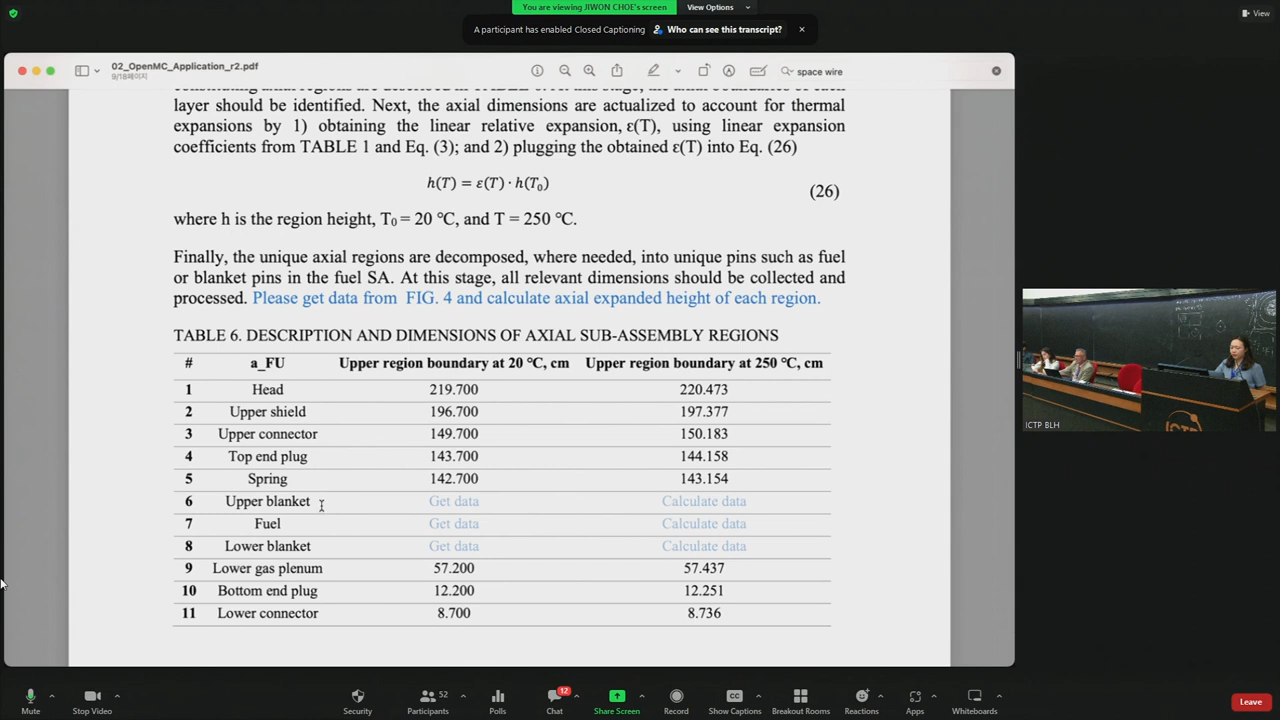 You are viewing JIWON CHOE's screen
View Options
View
A participant has enabled Closed Captioning
Who can see this transcript?
02_OpenMC_Application_r2.pdf
9/18페이지
space wire
layer should be identified. Next, the axial dimensions are actualized to account for thermal
expansions by 1) obtaining the linear relative expansion, ε(T), using linear expansion
coefficients from TABLE 1 and Eq. (3); and 2) plugging the obtained ε(T) into Eq. (26)
h(T) = ε(T) · h(T₀)
(26)
where h is the region height, T₀ = 20 ℃, and T = 250 ℃.
Finally, the unique axial regions are decomposed, where needed, into unique pins such as fuel
or blanket pins in the fuel SA. At this stage, all relevant dimensions should be collected and
processed. Please get data from FIG. 4 and calculate axial expanded height of each region.
TABLE 6. DESCRIPTION AND DIMENSIONS OF AXIAL SUB-ASSEMBLY REGIONS
# a_FU Upper region boundary at 20 ℃, cm Upper region boundary at 250 ℃, cm
1 Head 219.700 220.473
2 Upper shield 196.700 197.377
3 Upper connector 149.700 150.183
4 Top end plug 143.700 144.158
5 Spring 142.700 143.154
6 Upper blanket Get data Calculate data
7 Fuel Get data Calculate data
8 Lower blanket Get data Calculate data
9 Lower gas plenum 57.200 57.437
10 Bottom end plug 12.200 12.251
11 Lower connector 8.700 8.736
ICTP BLH
Mute
Stop Video
Security
Participants 52
Polls
Chat 12
Share Screen
Record
Show Captions
Breakout Rooms
Reactions
Apps
Whiteboards
Leave